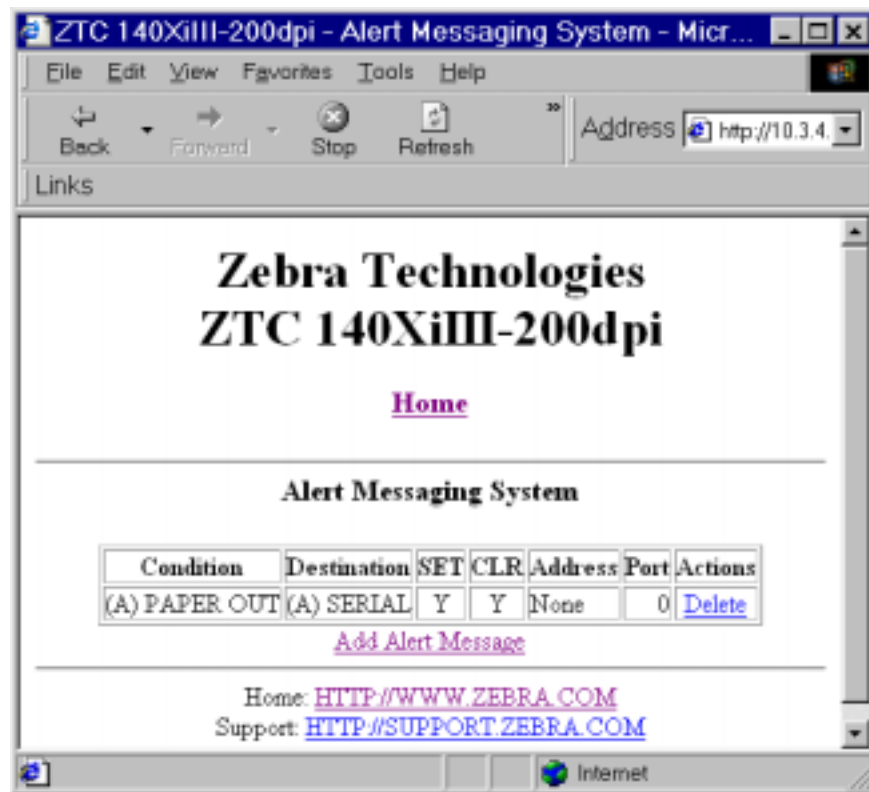 ZTC 140XiIII-200dpi - Alert Messaging System - Micr...
File Edit View Favorites Tools Help
Back Forward Stop Refresh » Address http://10.3.4.
Links
Zebra Technologies
ZTC 140XiIII-200dpi
Home
Alert Messaging System
Condition Destination SET CLR Address Port Actions
(A) PAPER OUT (A) SERIAL Y Y None 0 Delete
Add Alert Message
Home: HTTP://WWW.ZEBRA.COM
Support: HTTP://SUPPORT.ZEBRA.COM
Internet